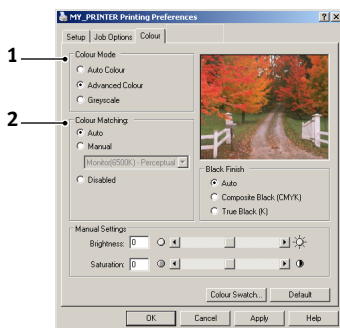 MY_PRINTER Printing Preferences
Setup
Job Options
Colour
1
Colour Mode
Auto Colour
Advanced Colour
Greyscale
2
Colour Matching:
Auto
Manual
Monitor(6500K) - Perceptual
Disabled
Black Finish
Auto
Composite Black (CMYK)
True Black (K)
Manual Settings
Brightness: 0
Saturation: 0
Colour Swatch...
Default
OK
Cancel
Apply
Help